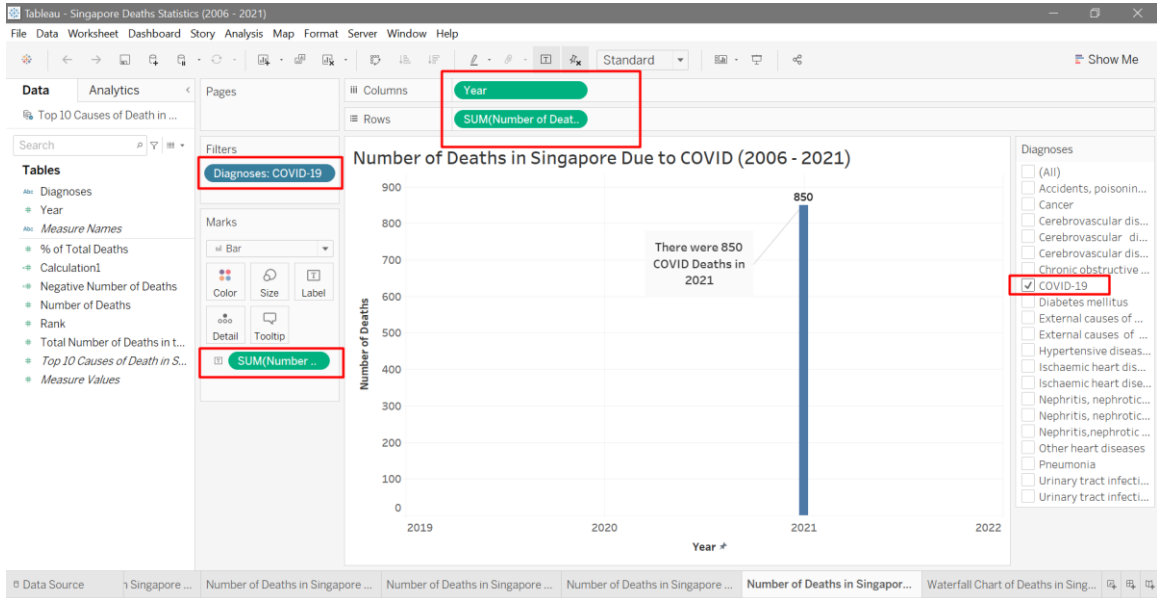 Tableau - Singapore Deaths Statistics (2006 - 2021)
File Data Worksheet Dashboard Story Analysis Map Format Server Window Help
Standard
Show Me
Data Analytics
Top 10 Causes of Death in ...
Search
Tables
Abc Diagnoses
# Year
Abc Measure Names
# % of Total Deaths
=# Calculation1
=# Negative Number of Deaths
# Number of Deaths
# Rank
# Total Number of Deaths in t...
# Top 10 Causes of Death in S...
# Measure Values
Pages
Filters
Diagnoses: COVID-19
Marks
Bar
Color Size Label
Detail Tooltip
SUM(Number ..
Columns
Year
Rows
SUM(Number of Deat..
Number of Deaths in Singapore Due to COVID (2006 - 2021)
900
800
700
600
500
400
300
200
100
0
Number of Deaths
850
There were 850
COVID Deaths in
2021
2019 2020 2021 2022
Year
Diagnoses
(All)
Accidents, poisonin...
Cancer
Cerebrovascular dis...
Cerebrovascular di...
Cerebrovascular dis...
Chronic obstructive ...
COVID-19
Diabetes mellitus
External causes of ...
External causes of ...
Hypertensive diseas...
Ischaemic heart dis...
Ischaemic heart dise...
Nephritis, nephrotic...
Nephritis, nephrotic...
Nephritis,nephrotic ...
Other heart diseases
Pneumonia
Urinary tract infecti...
Urinary tract infecti...
Data Source
n Singapore ...
Number of Deaths in Singapore ...
Number of Deaths in Singapore ...
Number of Deaths in Singapore ...
Number of Deaths in Singapor...
Waterfall Chart of Deaths in Sing...